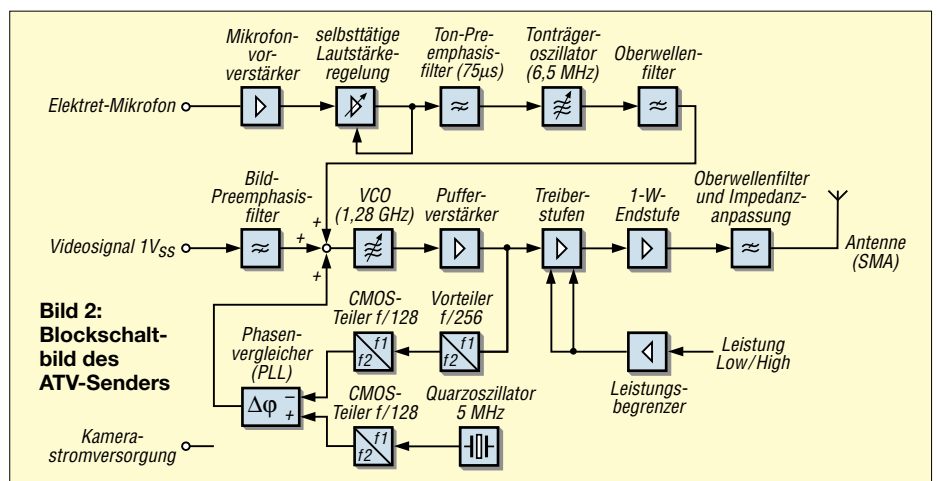 Mikrofon-
vor-
verstärker
selbsttätige
Lautstärke-
regelung
Ton-Pre-
emphasis-
filter (75µs)
Tonträger-
oszillator
(6,5 MHz)
Oberwellen-
filter
Elektret-Mikrofon
Bild-
Preemphasis-
filter
VCO
(1,28 GHz)
Puffer-
verstärker
Treiber-
stufen
1-W-
Endstufe
Oberwellenfilter
und Impedanz-
anpassung
+
+
+
Videosignal 1VSS
Antenne
(SMA)
Bild 2:
Blockschalt-
bild des
ATV-Senders
Phasen-
vergleicher
(PLL)
Δφ
–
+
CMOS-
Teiler f/128
f1
f2
Vorteiler
f/256
f1
f2
CMOS-
Teiler f/128
f1
f2
Quarzoszillator
5 MHz
Leistungs-
begrenzer
Leistung
Low/High
Kamera-
stromversorgung